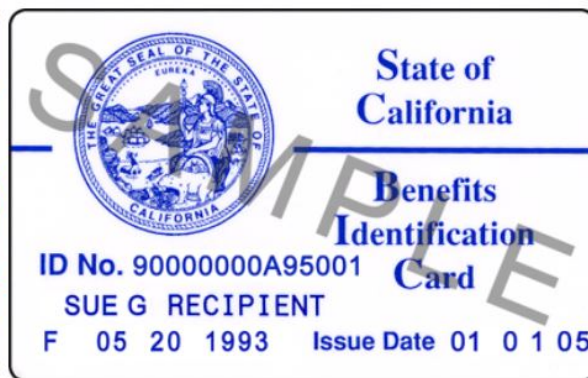 THE GREAT SEAL OF THE STATE OF CALIFORNIA
EUREKA
State of
California
Benefits
Identification
Card
SAMPLE
ID No. 90000000A95001
SUE G RECIPIENT
F 05 20 1993 Issue Date 01 0 1 05